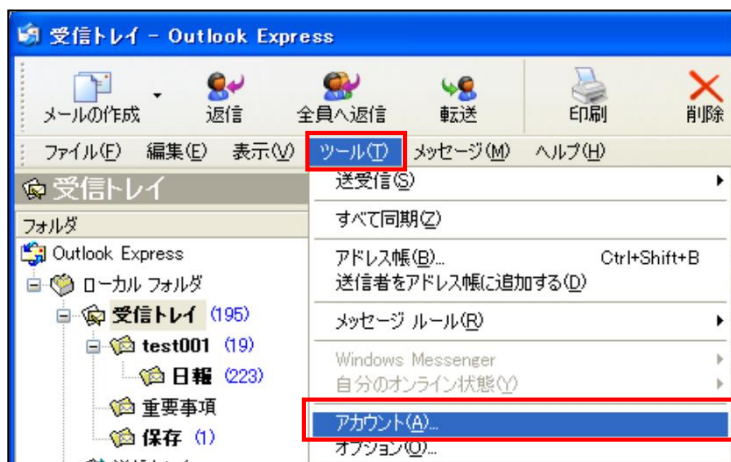 受信トレイ - Outlook Express
メールの作成 返信 全員へ返信 転送 印刷 削除
ファイル(F) 編集(E) 表示(V) ツール(T) メッセージ(M) ヘルプ(H)
受信トレイ
フォルダ
Outlook Express
ローカル フォルダ
受信トレイ (195)
test001 (19)
日報 (223)
重要事項
保存 (1)
送受信(S)
すべて同期(Z)
アドレス帳(B)... Ctrl+Shift+B
送信者をアドレス帳に追加する(D)
メッセージ ルール(R)
Windows Messenger
自分のオンライン状態(Y)
アカウント(A)...
オプション(O)...